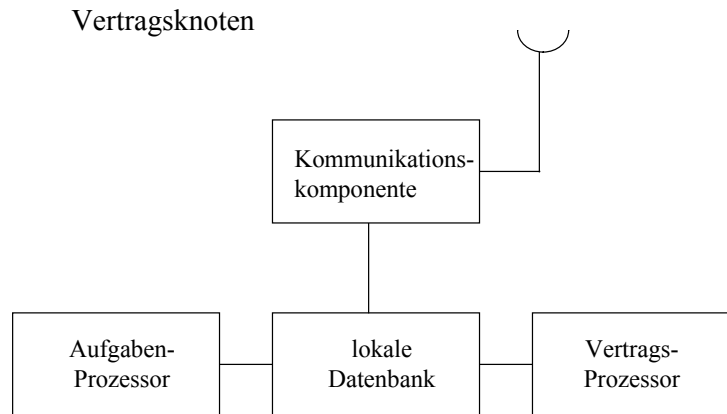 Vertragsknoten
Kommunikations-
komponente
Aufgaben-
Prozessor
lokale
Datenbank
Vertrags-
Prozessor